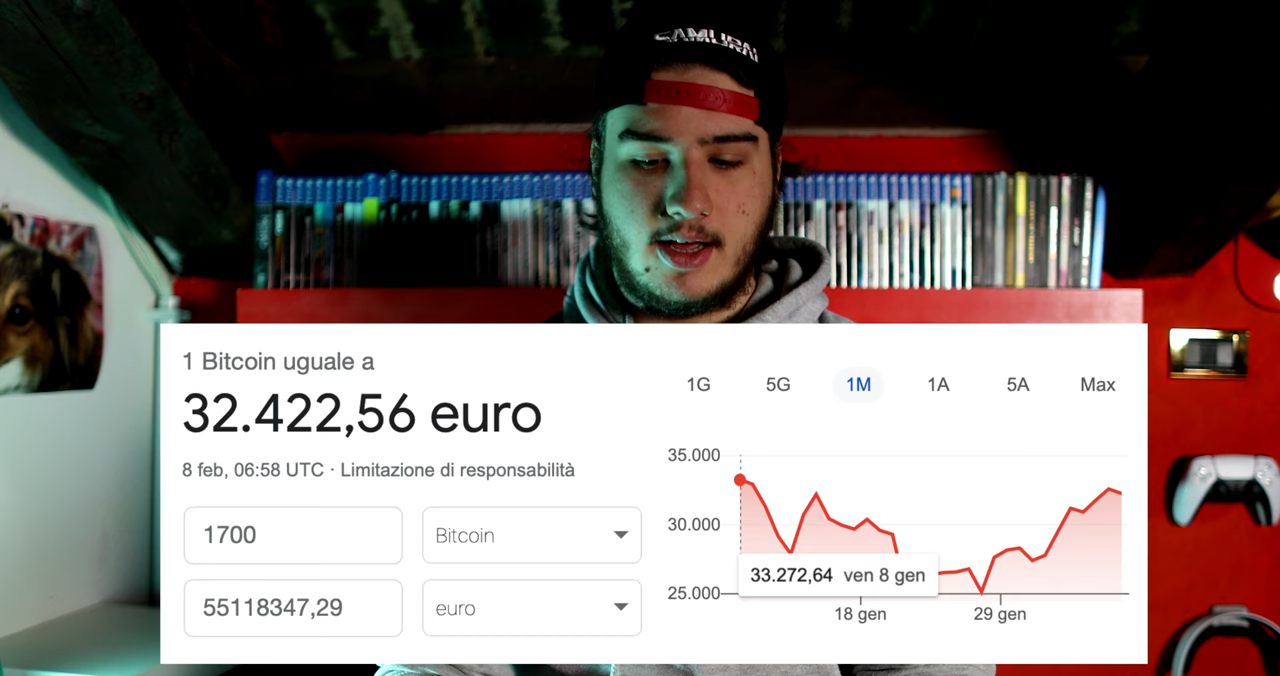 SAMURAI
1 Bitcoin uguale a
32.422,56 euro
8 feb, 06:58 UTC · Limitazione di responsabilità
1700 Bitcoin
55118347,29 euro
1G 5G 1M 1A 5A Max
35.000
30.000
25.000
33.272,64 ven 8 gen
18 gen 29 gen